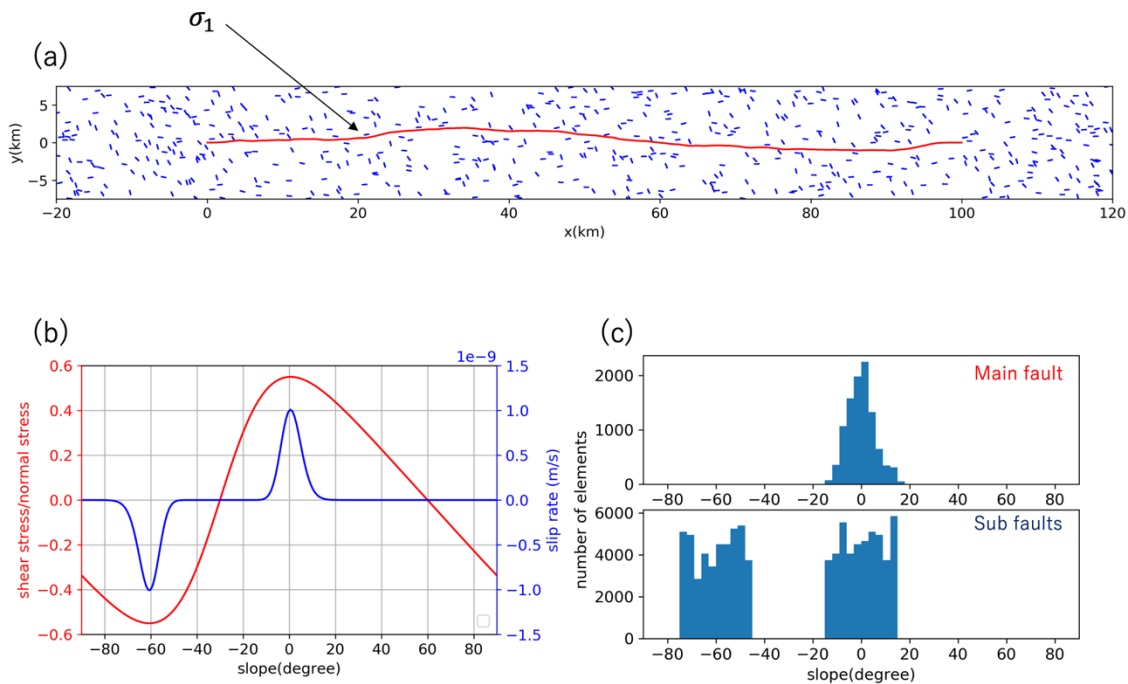 σ1
(a)
5
0
−5
y(km)
−20 0 20 40 60 80 100 120
x(km)
(b)
1e−9
0.6
0.4
0.2
0.0
−0.2
−0.4
−0.6
shear stress/normal stress
1.5
1.0
0.5
0.0
−0.5
−1.0
−1.5
slip rate (m/s)
−80 −60 −40 −20 0 20 40 60 80
slope(degree)
(c)
Main fault
2000
1000
0
−80 −60 −40 −20 0 20 40 60 80
number of elements
Sub faults
6000
4000
2000
0
−80 −60 −40 −20 0 20 40 60 80
slope(degree)